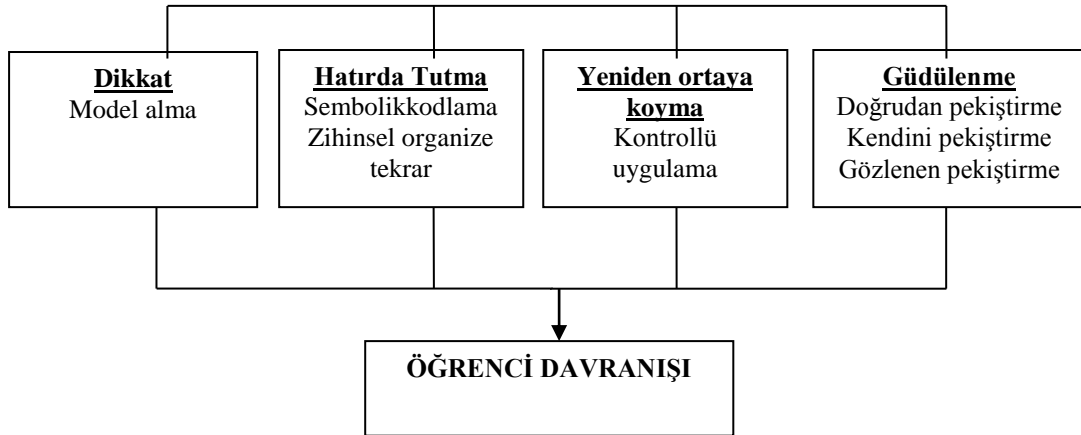 Dikkat
Model alma
Hatırda Tutma
Sembolikkodlama
Zihinsel organize
tekrar
Yeniden ortaya
koyma
Kontrollü
uygulama
Güdülenme
Doğrudan pekiştirme
Kendini pekiştirme
Gözlenen pekiştirme
ÖĞRENCİ DAVRANIŞI